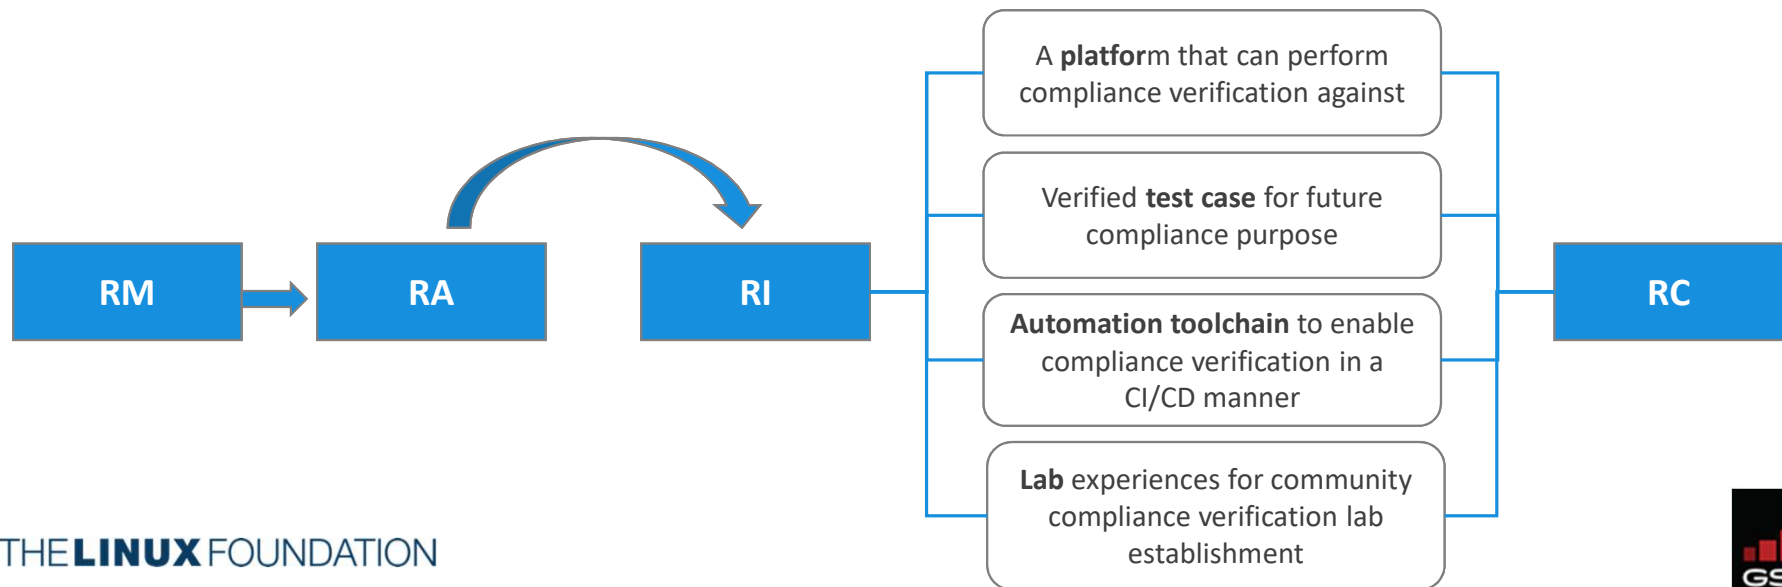 A platform that can perform
compliance verification against
Verified test case for future
compliance purpose
RM
RA
RI
RC
Automation toolchain to enable
compliance verification in a
CI/CD manner
Lab experiences for community
compliance verification lab
establishment
THE LINUX FOUNDATION
GS